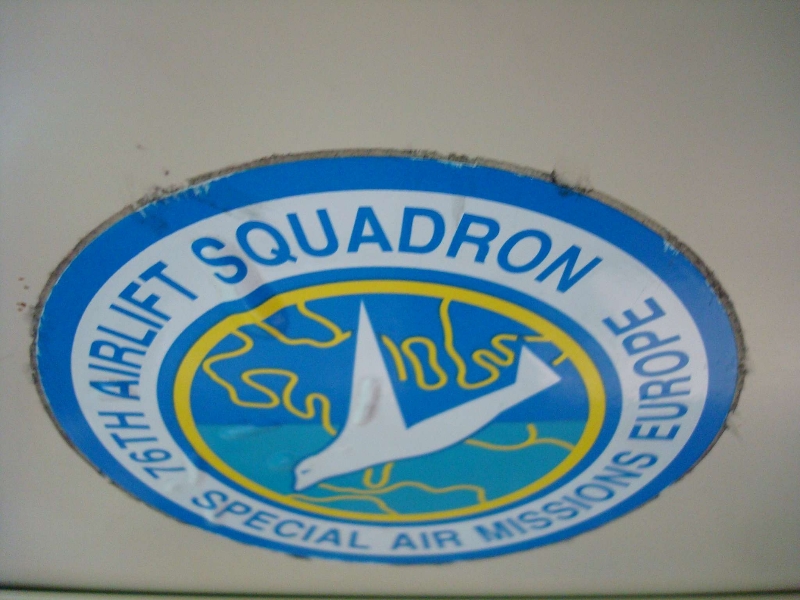 76TH AIRLIFT SQUADRON
SPECIAL AIR MISSIONS EUROPE